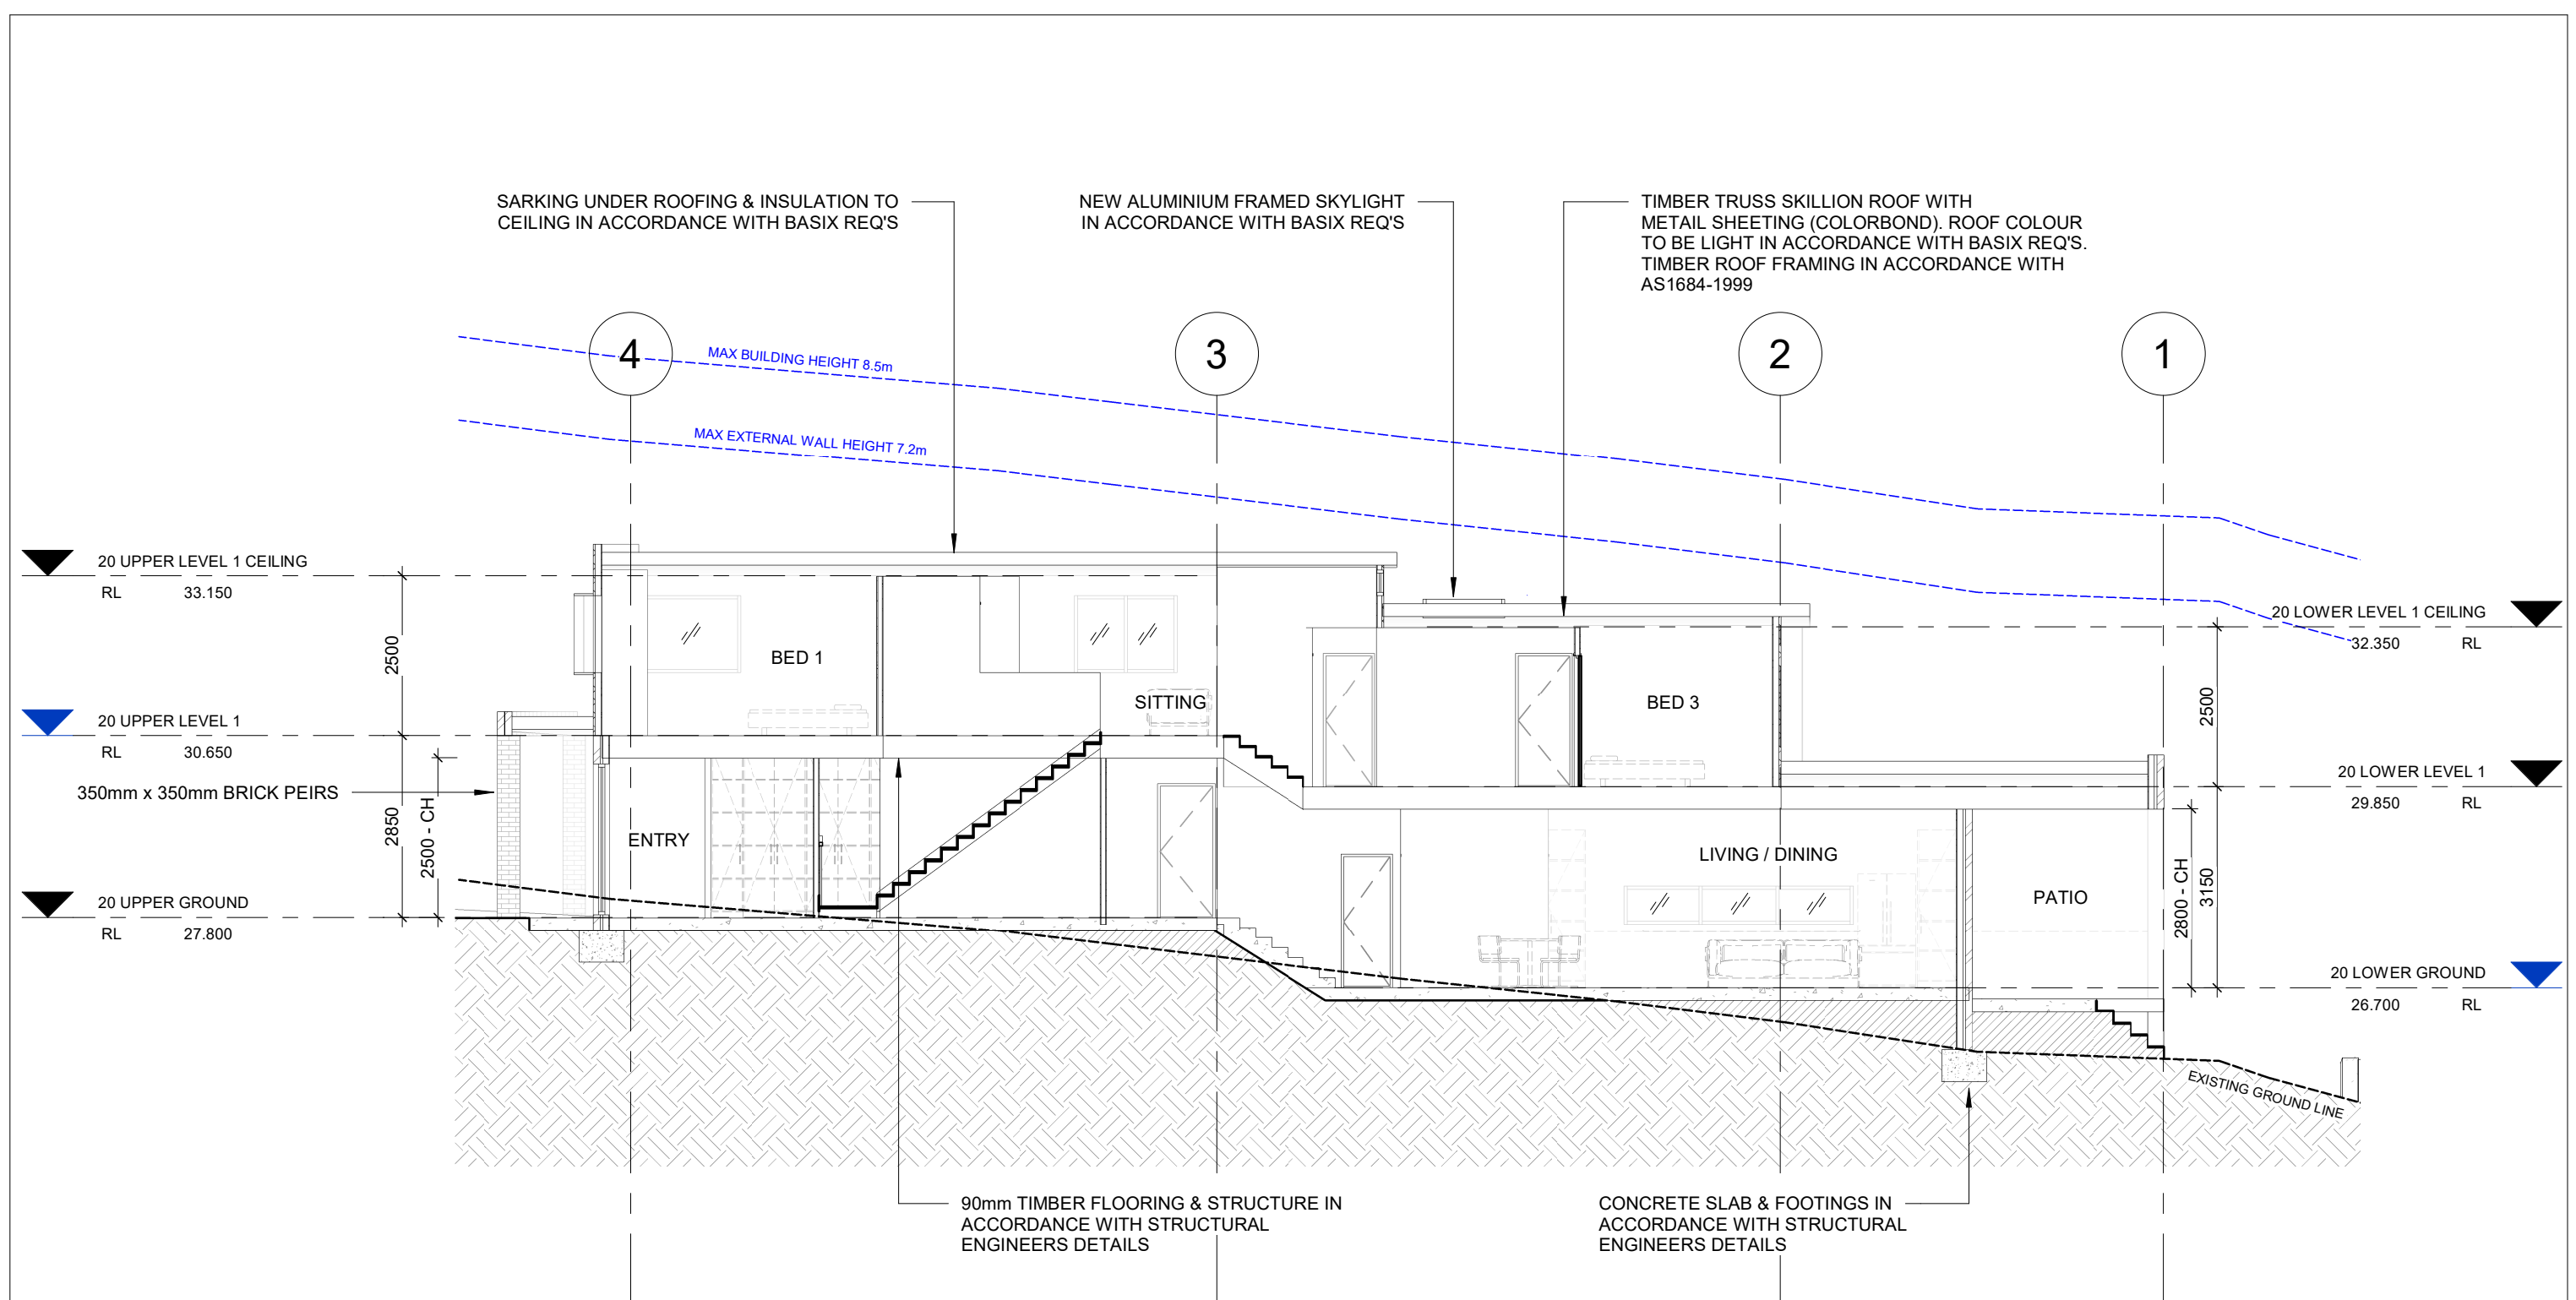 SARKING UNDER ROOFING & INSULATION TO
CEILING IN ACCORDANCE WITH BASIX REQ'S
NEW ALUMINIUM FRAMED SKYLIGHT
IN ACCORDANCE WITH BASIX REQ'S
TIMBER TRUSS SKILLION ROOF WITH
METAIL SHEETING (COLORBOND). ROOF COLOUR
TO BE LIGHT IN ACCORDANCE WITH BASIX REQ'S.
TIMBER ROOF FRAMING IN ACCORDANCE WITH
AS1684-1999
4
3
2
1
MAX BUILDING HEIGHT 8.5m
MAX EXTERNAL WALL HEIGHT 7.2m
20 UPPER LEVEL 1 CEILING
RL 33.150
20 LOWER LEVEL 1 CEILING
32.350 RL
2500
BED 1
SITTING
BED 3
2500
20 UPPER LEVEL 1
RL 30.650
20 LOWER LEVEL 1
29.850 RL
350mm x 350mm BRICK PEIRS
2850
2500 - CH
ENTRY
LIVING / DINING
PATIO
2800 - CH
3150
20 UPPER GROUND
RL 27.800
20 LOWER GROUND
26.700 RL
EXISTING GROUND LINE
90mm TIMBER FLOORING & STRUCTURE IN
ACCORDANCE WITH STRUCTURAL
ENGINEERS DETAILS
CONCRETE SLAB & FOOTINGS IN
ACCORDANCE WITH STRUCTURAL
ENGINEERS DETAILS